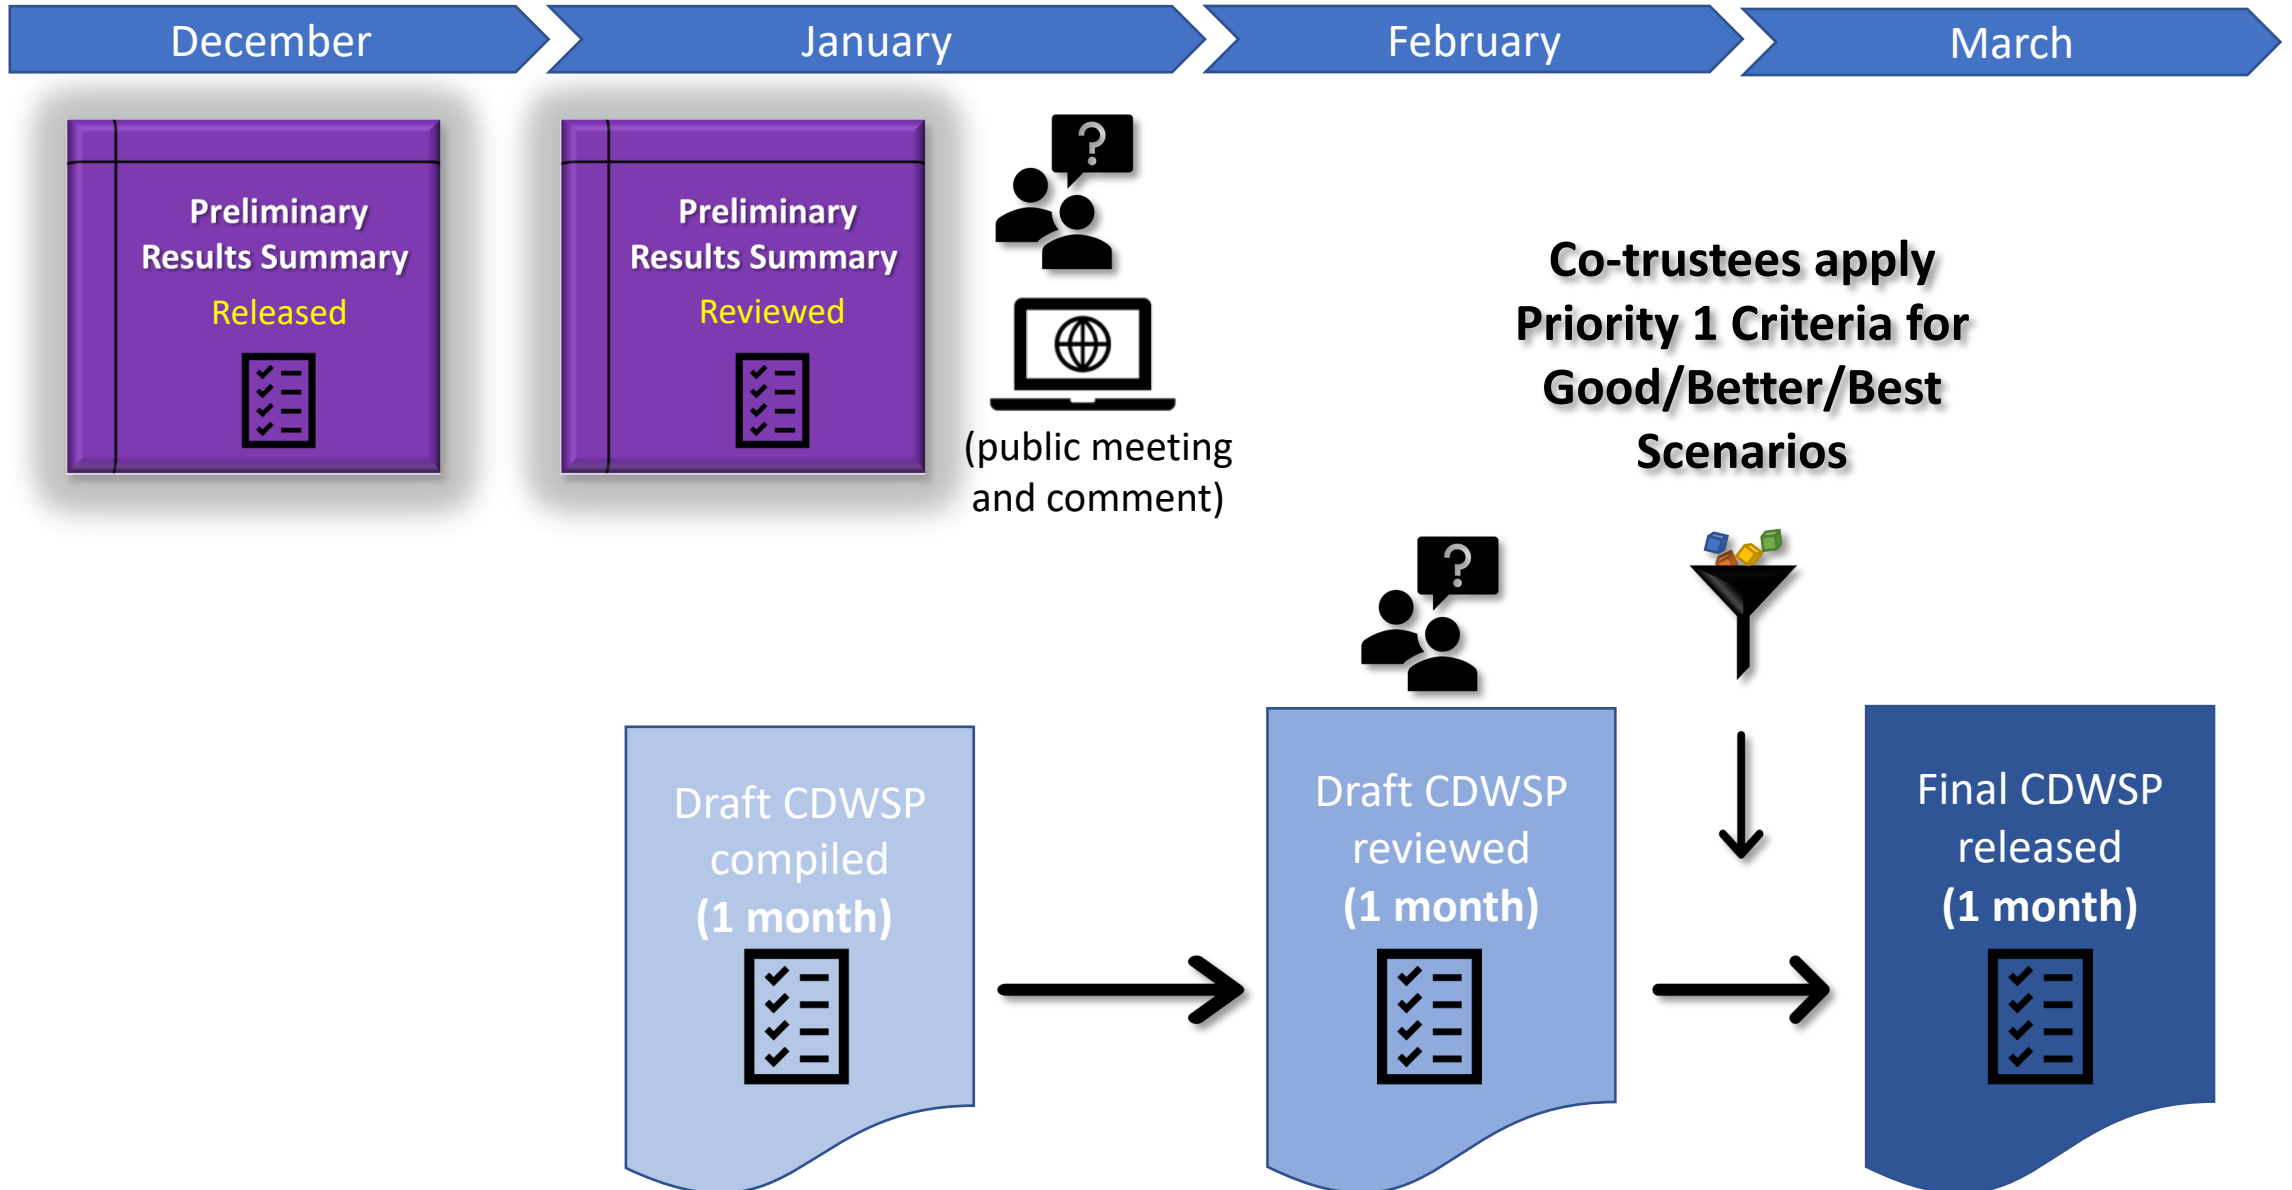 December
January
February
March
Preliminary
Results Summary
Released
Preliminary
Results Summary
Reviewed
?
(public meeting
and comment)
Co-trustees apply
Priority 1 Criteria for
Good/Better/Best
Scenarios
?
Draft CDWSP
compiled
(1 month)
Draft CDWSP
reviewed
(1 month)
Final CDWSP
released
(1 month)